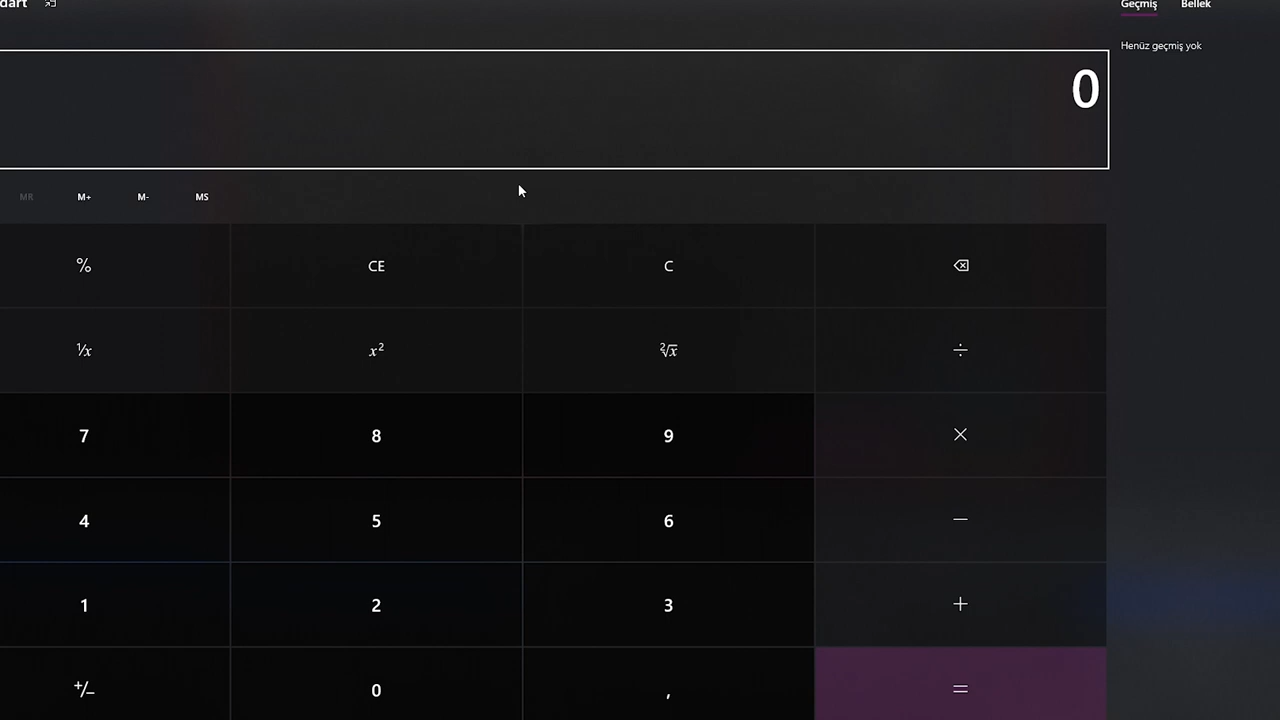 dart
Geçmiş Bellek
Henüz geçmiş yok
0
MR M+ M- MS
% CE C
¹/x x² ²√x ÷
7 8 9 ×
4 5 6 −
1 2 3 +
+/− 0 , =